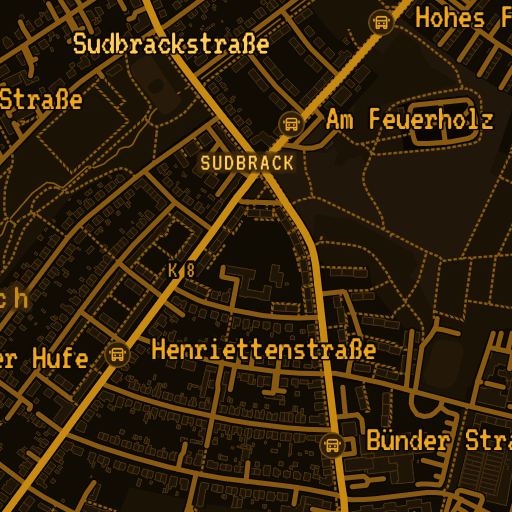 Hohes F
Sudbrackstraße
Straße
Am Feuerholz
SUDBRACK
K 8
ch
er Hufe
Henriettenstraße
Bünder Stra